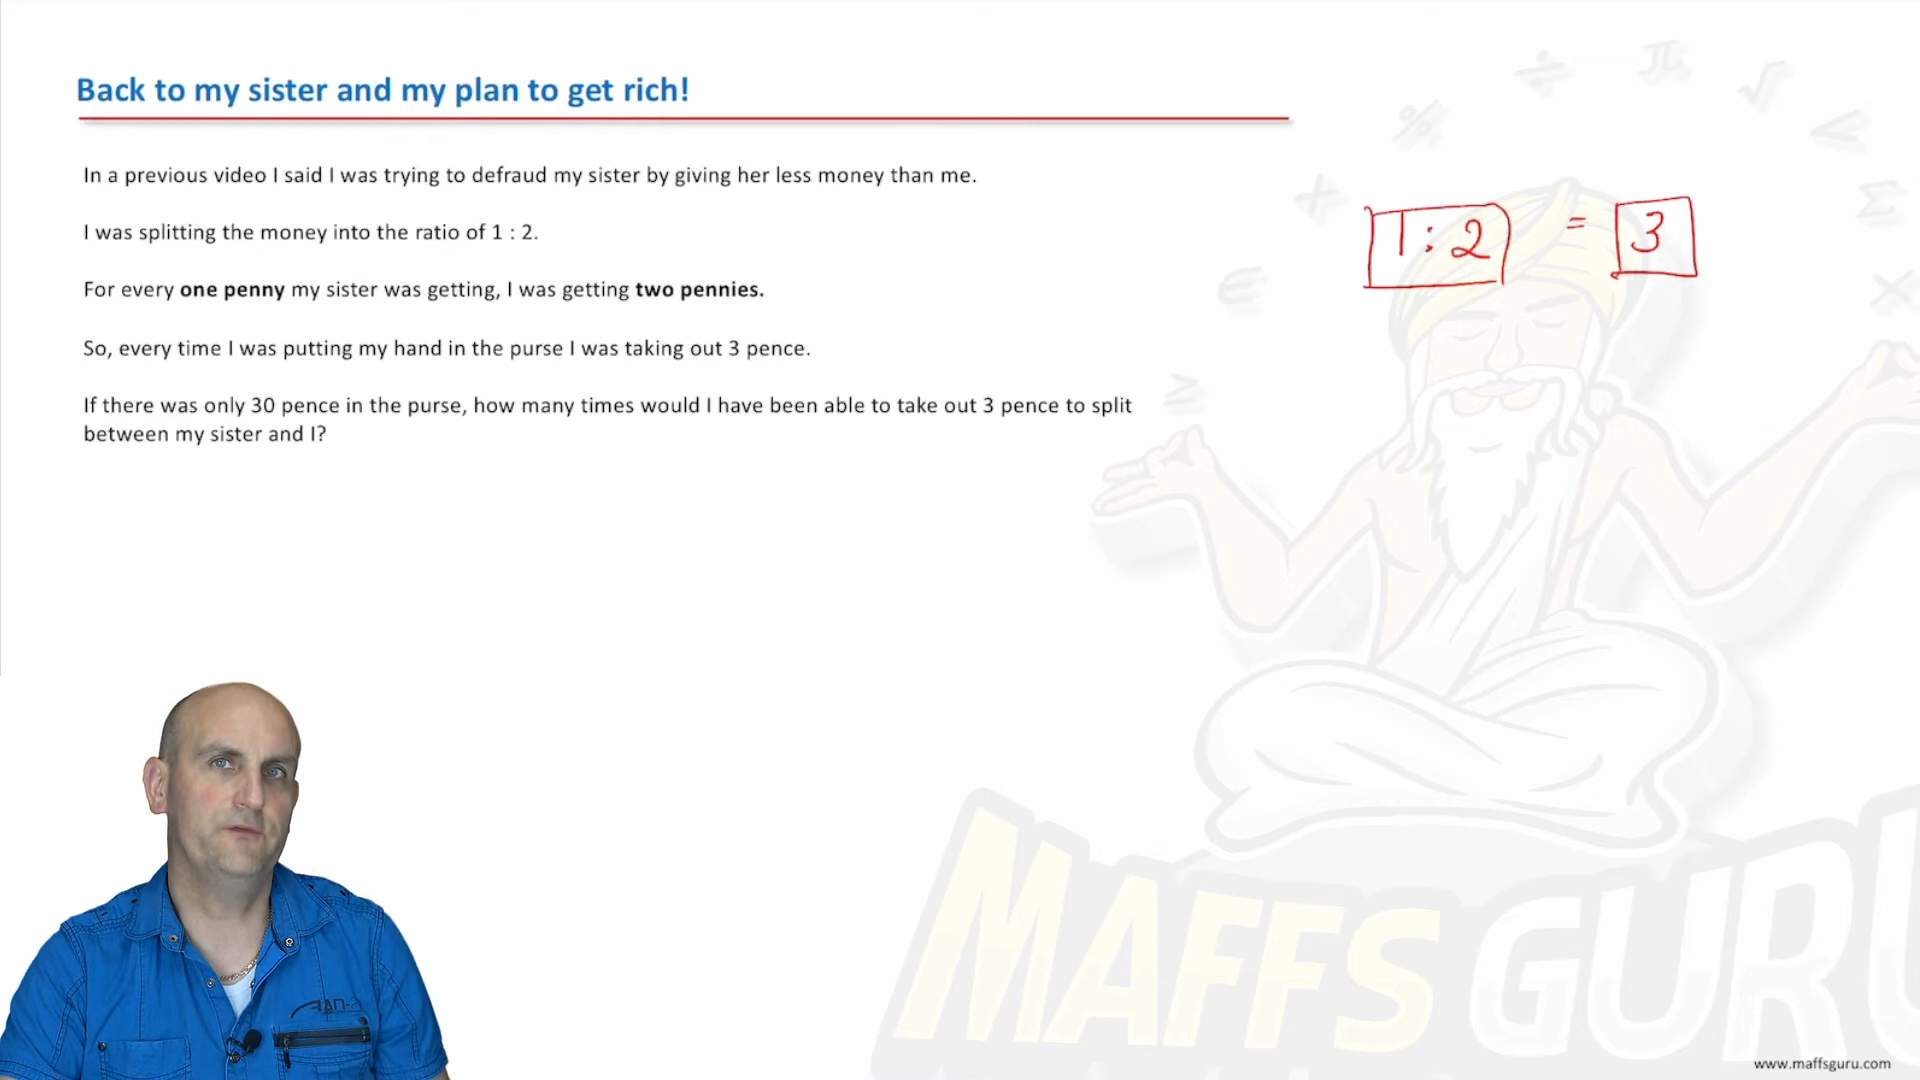 Back to my sister and my plan to get rich!
In a previous video I said I was trying to defraud my sister by giving her less money than me.
I was splitting the money into the ratio of 1 : 2.
For every one penny my sister was getting, I was getting two pennies.
So, every time I was putting my hand in the purse I was taking out 3 pence.
If there was only 30 pence in the purse, how many times would I have been able to take out 3 pence to split
between my sister and I?
1 : 2 = 3
% ÷ π √ <
+ Σ
∈ ×
≥
MAFFS GURU
www.maffsguru.com